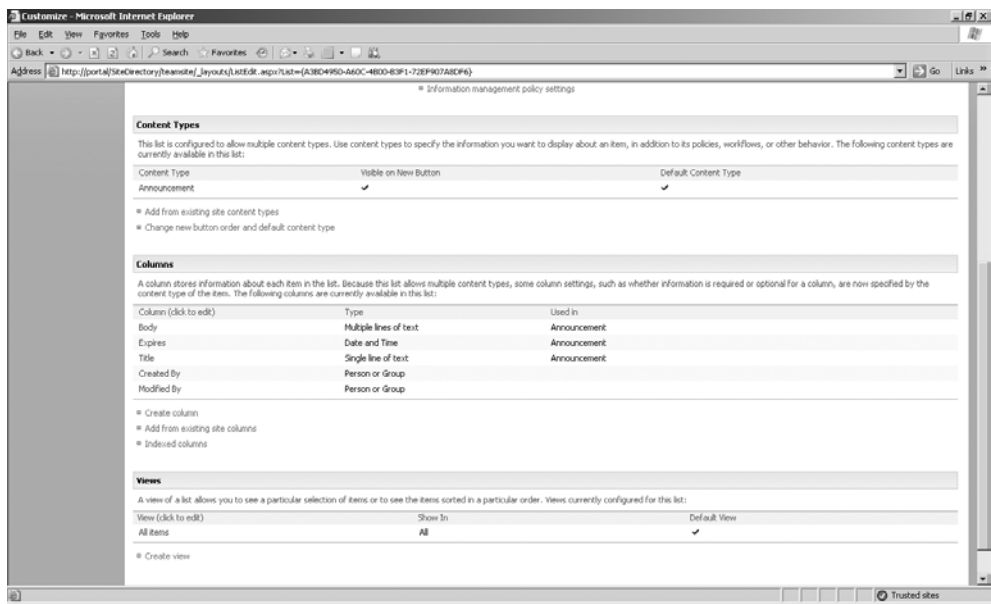 Customize - Microsoft Internet Explorer
File Edit View Favorites Tools Help
Back Search Favorites
Address http://portal/SiteDirectory/teamsite/_layouts/ListEdit.aspx?List={A3BD4950-A60C-4B00-B3F1-72EF907A8DF6} Go Links »
Information management policy settings
Content Types
This list is configured to allow multiple content types. Use content types to specify the information you want to display about an item, in addition to its policies, workflows, or other behavior. The following content types are
currently available in this list:
Content Type Visible on New Button Default Content Type
Announcement
Add from existing site content types
Change new button order and default content type
Columns
A column stores information about each item in the list. Because this list allows multiple content types, some column settings, such as whether information is required or optional for a column, are now specified by the
content type of the item. The following columns are currently available in this list:
Column (click to edit) Type Used in
Body Multiple lines of text Announcement
Expires Date and Time Announcement
Title Single line of text Announcement
Created By Person or Group
Modified By Person or Group
Create column
Add from existing site columns
Indexed columns
Views
A view of a list allows you to see a particular selection of items or to see the items sorted in a particular order. Views currently configured for this list:
View (click to edit) Show In Default View
All items All
Create view
Trusted sites